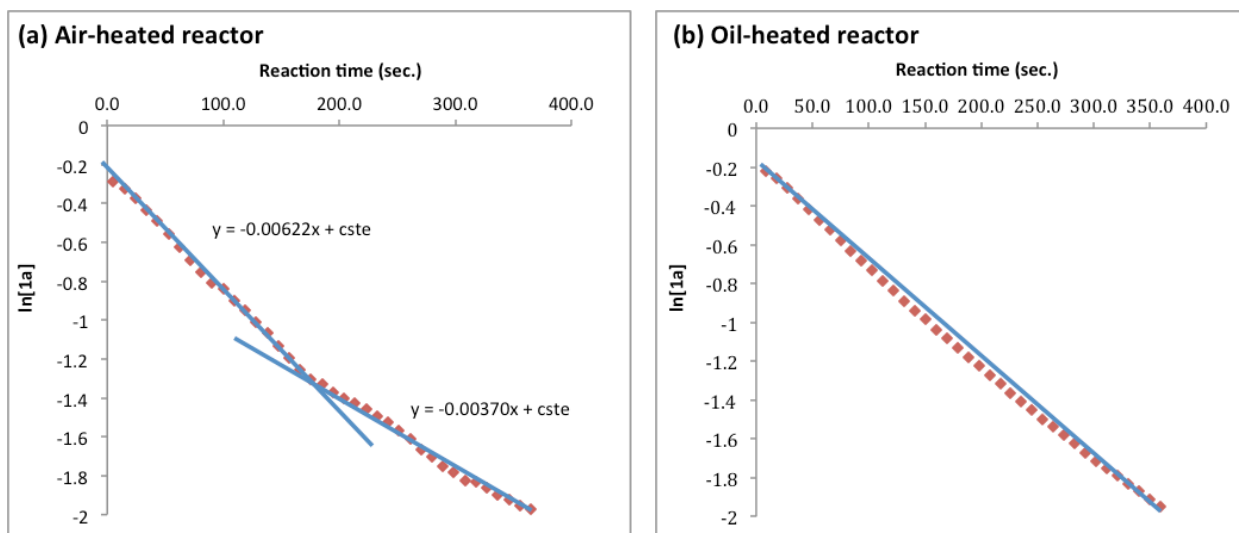 (a) Air-heated reactor
Reaction time (sec.)
0.0 100.0 200.0 300.0 400.0
0
-0.2
-0.4
-0.6
-0.8
-1
-1.2
-1.4
-1.6
-1.8
-2
ln[1a]
y = -0.00622x + cste
y = -0.00370x + cste
(b) Oil-heated reactor
Reaction time (sec.)
0.0 50.0 100.0 150.0 200.0 250.0 300.0 350.0 400.0
0
-0.2
-0.4
-0.6
-0.8
-1
-1.2
-1.4
-1.6
-1.8
-2
ln[1a]